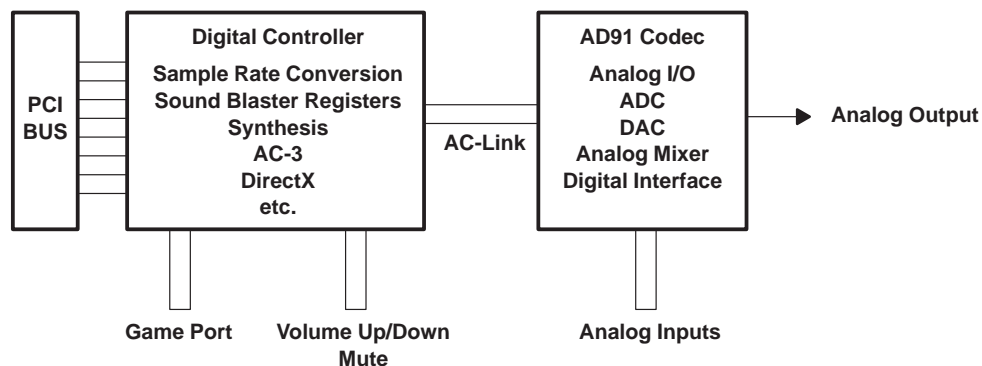 PCI
BUS
Digital Controller
Sample Rate Conversion
Sound Blaster Registers
Synthesis
AC-3
DirectX
etc.
AC-Link
AD91 Codec
Analog I/O
ADC
DAC
Analog Mixer
Digital Interface
Analog Output
Game Port
Volume Up/Down
Mute
Analog Inputs